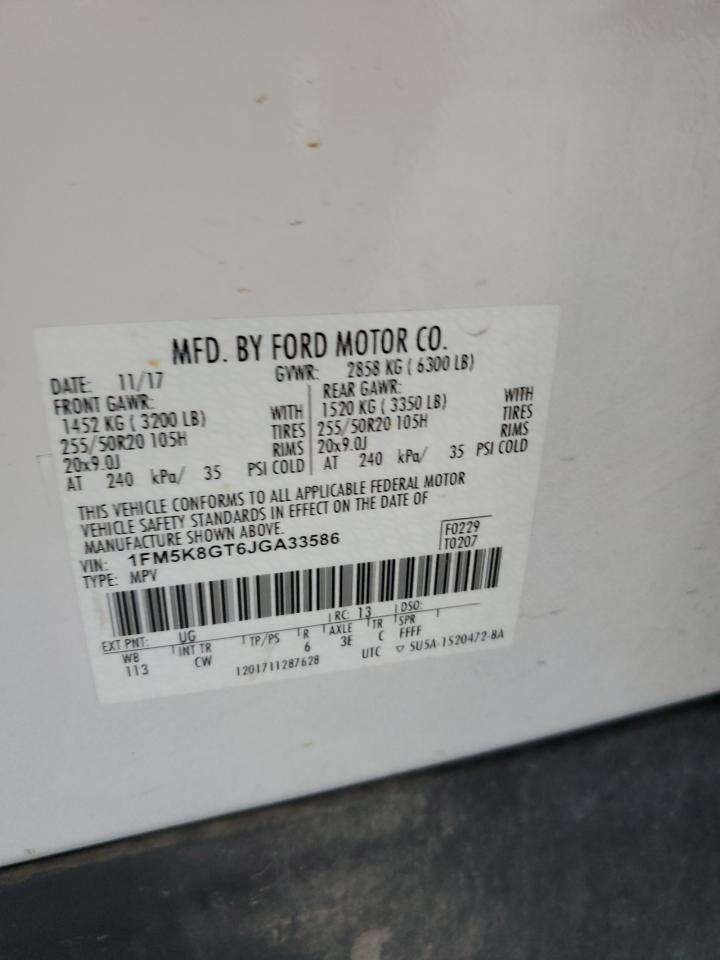 MFD. BY FORD MOTOR CO.
DATE: 11/17 GVWR: 2858 KG ( 6300 LB)
FRONT GAWR: REAR GAWR:
1452 KG ( 3200 LB) WITH 1520 KG ( 3350 LB) WITH
255/50R20 105H TIRES 255/50R20 105H TIRES
20x9.0J RIMS 20x9.0J RIMS
AT 240 kPa/ 35 PSI COLD AT 240 kPa/ 35 PSI COLD
THIS VEHICLE CONFORMS TO ALL APPLICABLE FEDERAL MOTOR
VEHICLE SAFETY STANDARDS IN EFFECT ON THE DATE OF
MANUFACTURE SHOWN ABOVE.
VIN: 1FM5K8GT6JGA33586 F0229
TYPE: MPV T0207
EXT PNT: UG RC: 13 DSO:
WB INT TR TP/PS R AXLE TR SPR
113 CW 6 3E C FFFF
1201711287628 UTC ▽ 5U5A-1520472-8A